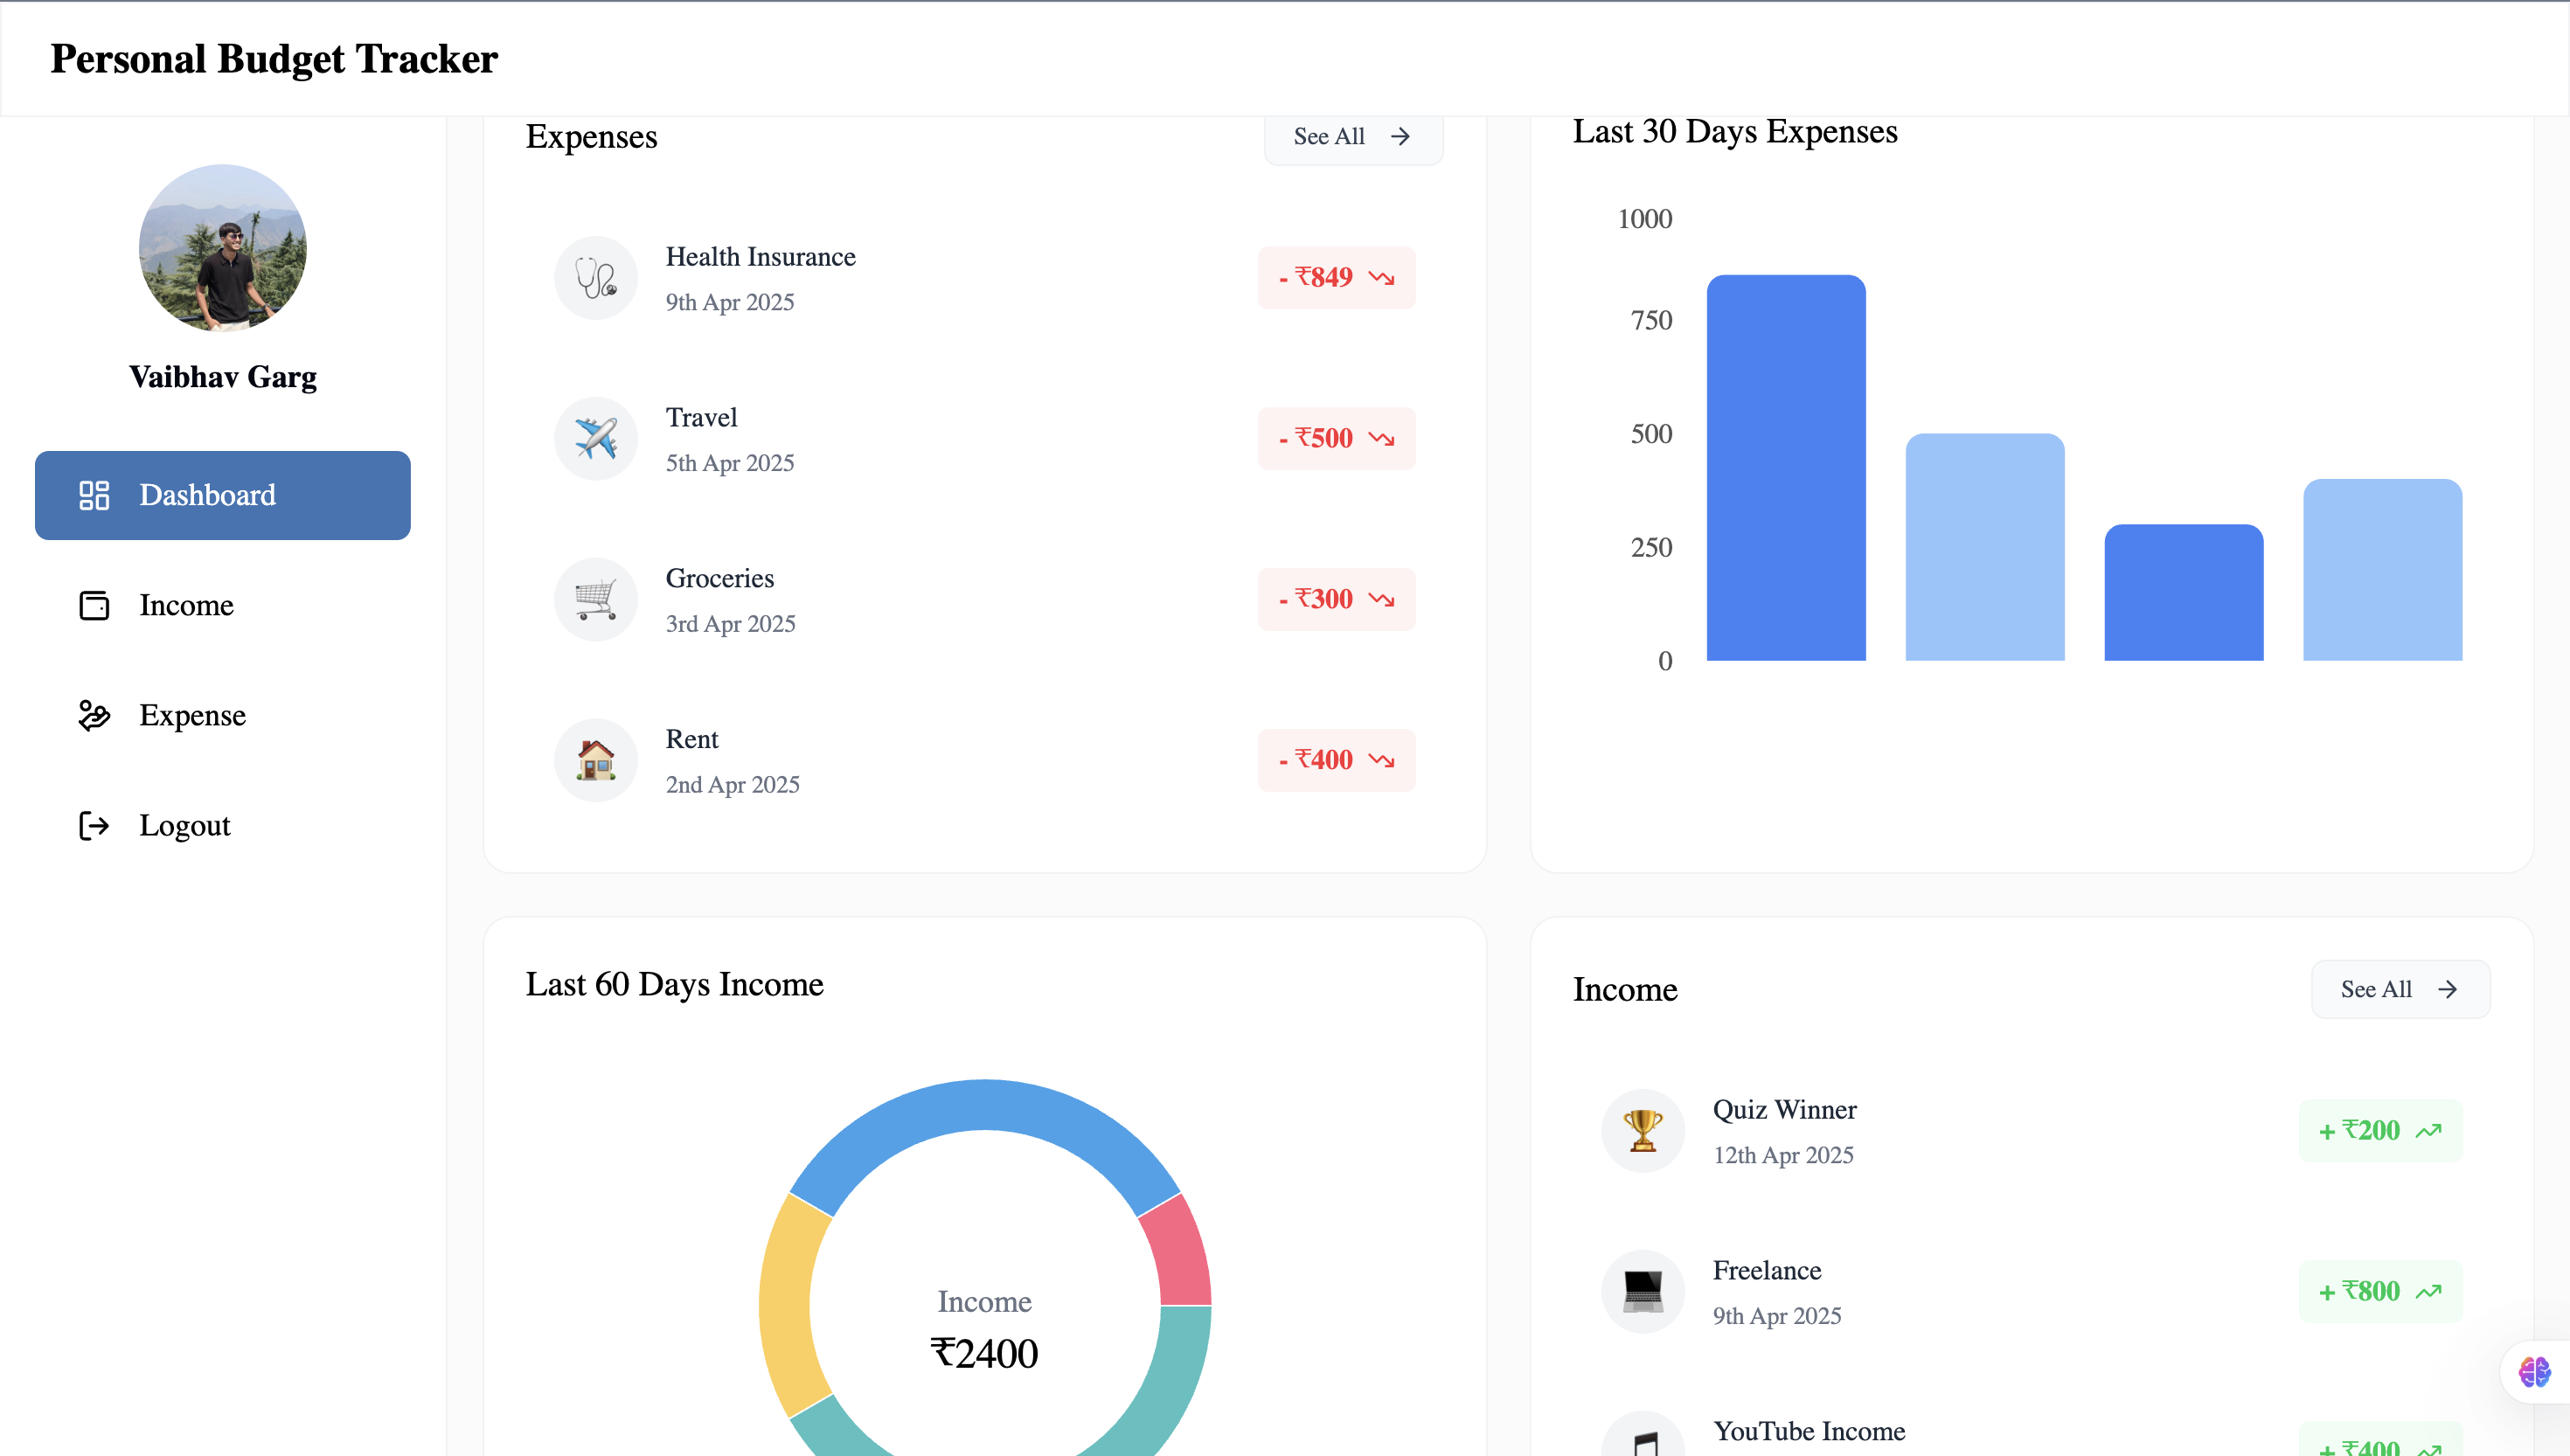 Personal Budget Tracker
Vaibhav Garg
Dashboard
Income
Expense
Logout
Expenses
See All
Health Insurance
9th Apr 2025
- ₹849
Travel
5th Apr 2025
- ₹500
Groceries
3rd Apr 2025
- ₹300
Rent
2nd Apr 2025
- ₹400
Last 30 Days Expenses
1000
750
500
250
0
Last 60 Days Income
Income
₹2400
Income
See All
Quiz Winner
12th Apr 2025
+ ₹200
Freelance
9th Apr 2025
+ ₹800
YouTube Income
+ ₹400